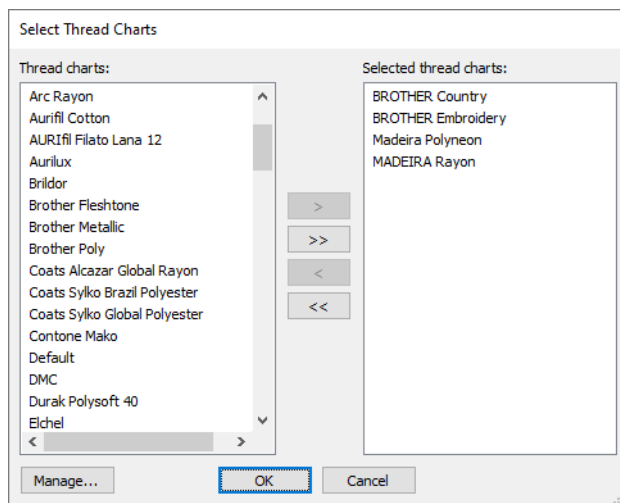 Select Thread Charts
Thread charts:
Arc Rayon
Aurifil Cotton
AURIfil Filato Lana 12
Aurilux
Brildor
Brother Fleshtone
Brother Metallic
Brother Poly
Coats Alcazar Global Rayon
Coats Sylko Brazil Polyester
Coats Sylko Global Polyester
Contone Mako
Default
DMC
Durak Polysoft 40
Elchel
>
>>
<
<<
Selected thread charts:
BROTHER Country
BROTHER Embroidery
Madeira Polyneon
MADEIRA Rayon
Manage...
OK
Cancel